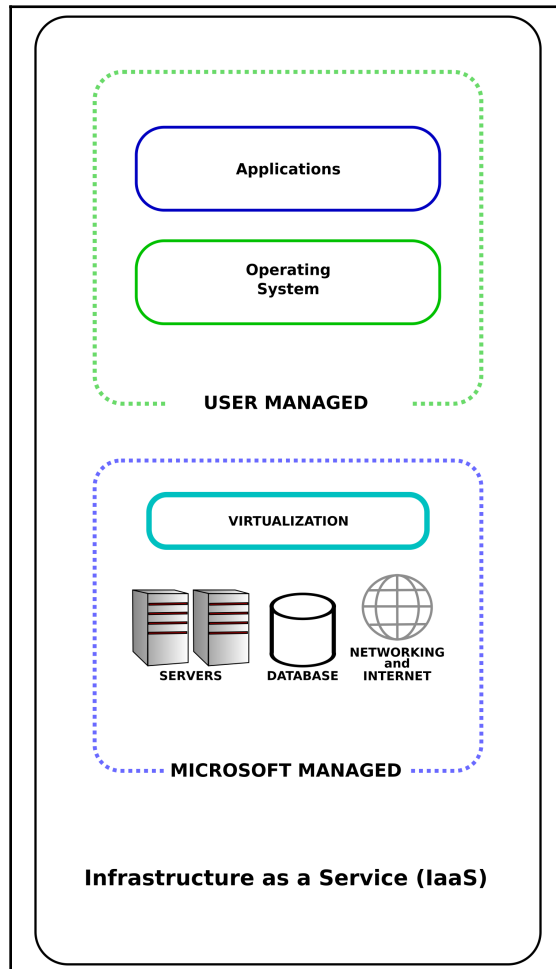 Applications
Operating
System
USER MANAGED
VIRTUALIZATION
SERVERS
DATABASE
NETWORKING
and
INTERNET
MICROSOFT MANAGED
Infrastructure as a Service (IaaS)